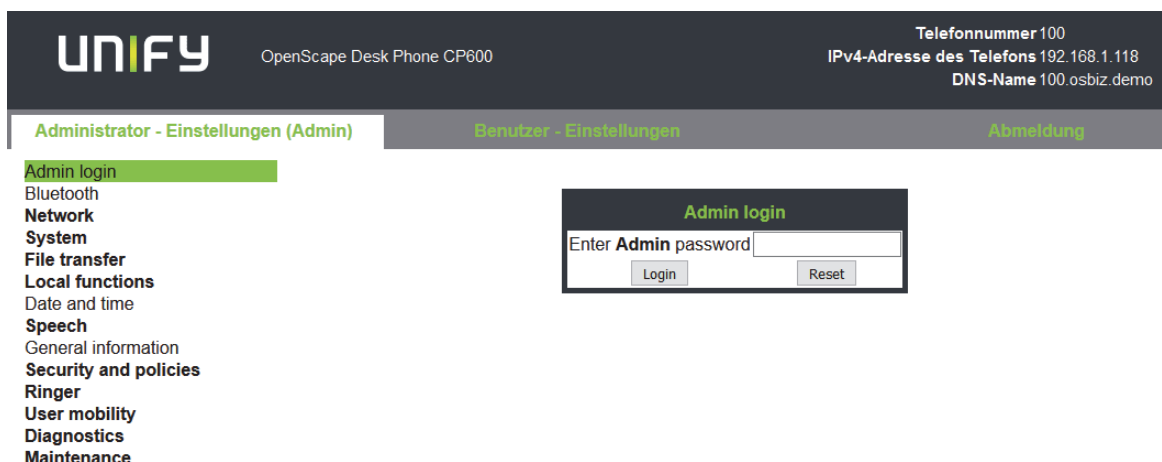 UNIFY
OpenScape Desk Phone CP600
Telefonnummer 100
IPv4-Adresse des Telefons 192.168.1.118
DNS-Name 100.osbiz.demo
Administrator - Einstellungen (Admin)
Benutzer - Einstellungen
Abmeldung
Admin login
Bluetooth
Network
System
File transfer
Local functions
Date and time
Speech
General information
Security and policies
Ringer
User mobility
Diagnostics
Maintenance
Admin login
Enter Admin password
Login
Reset